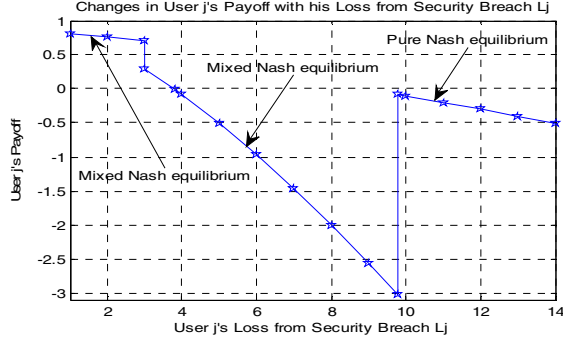 Changes in User j's Payoff with his Loss from Security Breach Lj
1
0.5
0
-0.5
-1
-1.5
-2
-2.5
-3
User j's Payoff
Pure Nash equilibrium
Mixed Nash equilibrium
Mixed Nash equilibrium
2
4
6
8
10
12
14
User j's Loss from Security Breach Lj